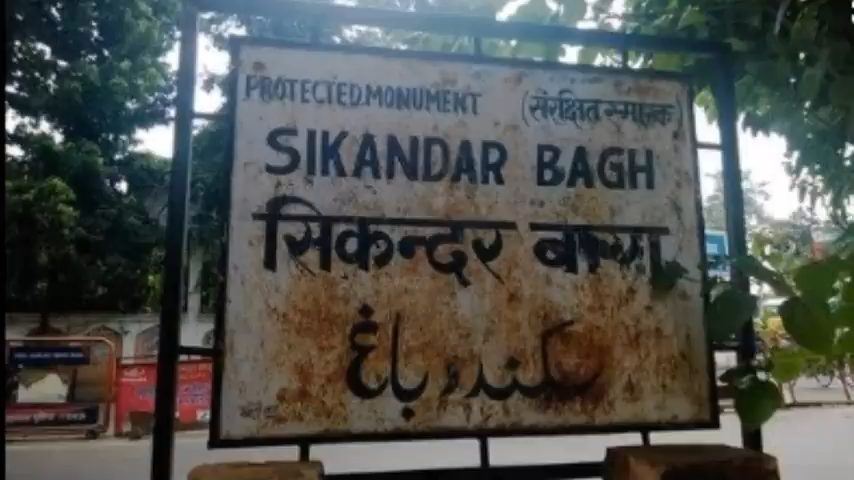 PROTECTED.MONUMENT (संरक्षित स्मारक)
SIKANDAR BAGH
सिकन्दर बाग
سکندر باغ